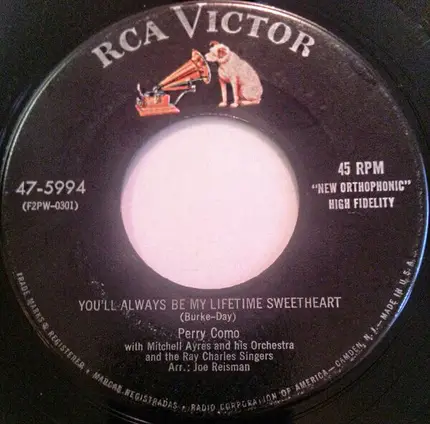 RCA VICTOR
47-5994
(F2PW-0301)
45 RPM
"NEW ORTHOPHONIC"
HIGH FIDELITY
YOU'LL ALWAYS BE MY LIFETIME SWEETHEART
(Burke-Day)
Perry Como
with Mitchell Ayres and his Orchestra
and the Ray Charles Singers
Arr.: Joe Reisman
TRADE MARKS ® REGISTERED • MARCAS REGISTRADAS • RADIO CORPORATION OF AMERICA—CAMDEN, N.J.—MADE IN U.S.A.